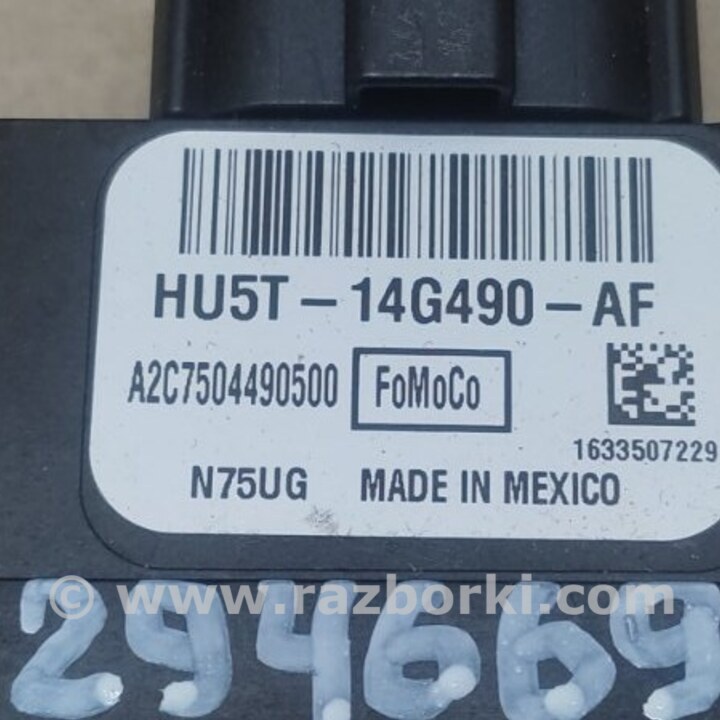 HU5T-14G490-AF
A2C7504490500 FoMoCo
1633507229
N75UG MADE IN MEXICO
© www.razborki.com
294669